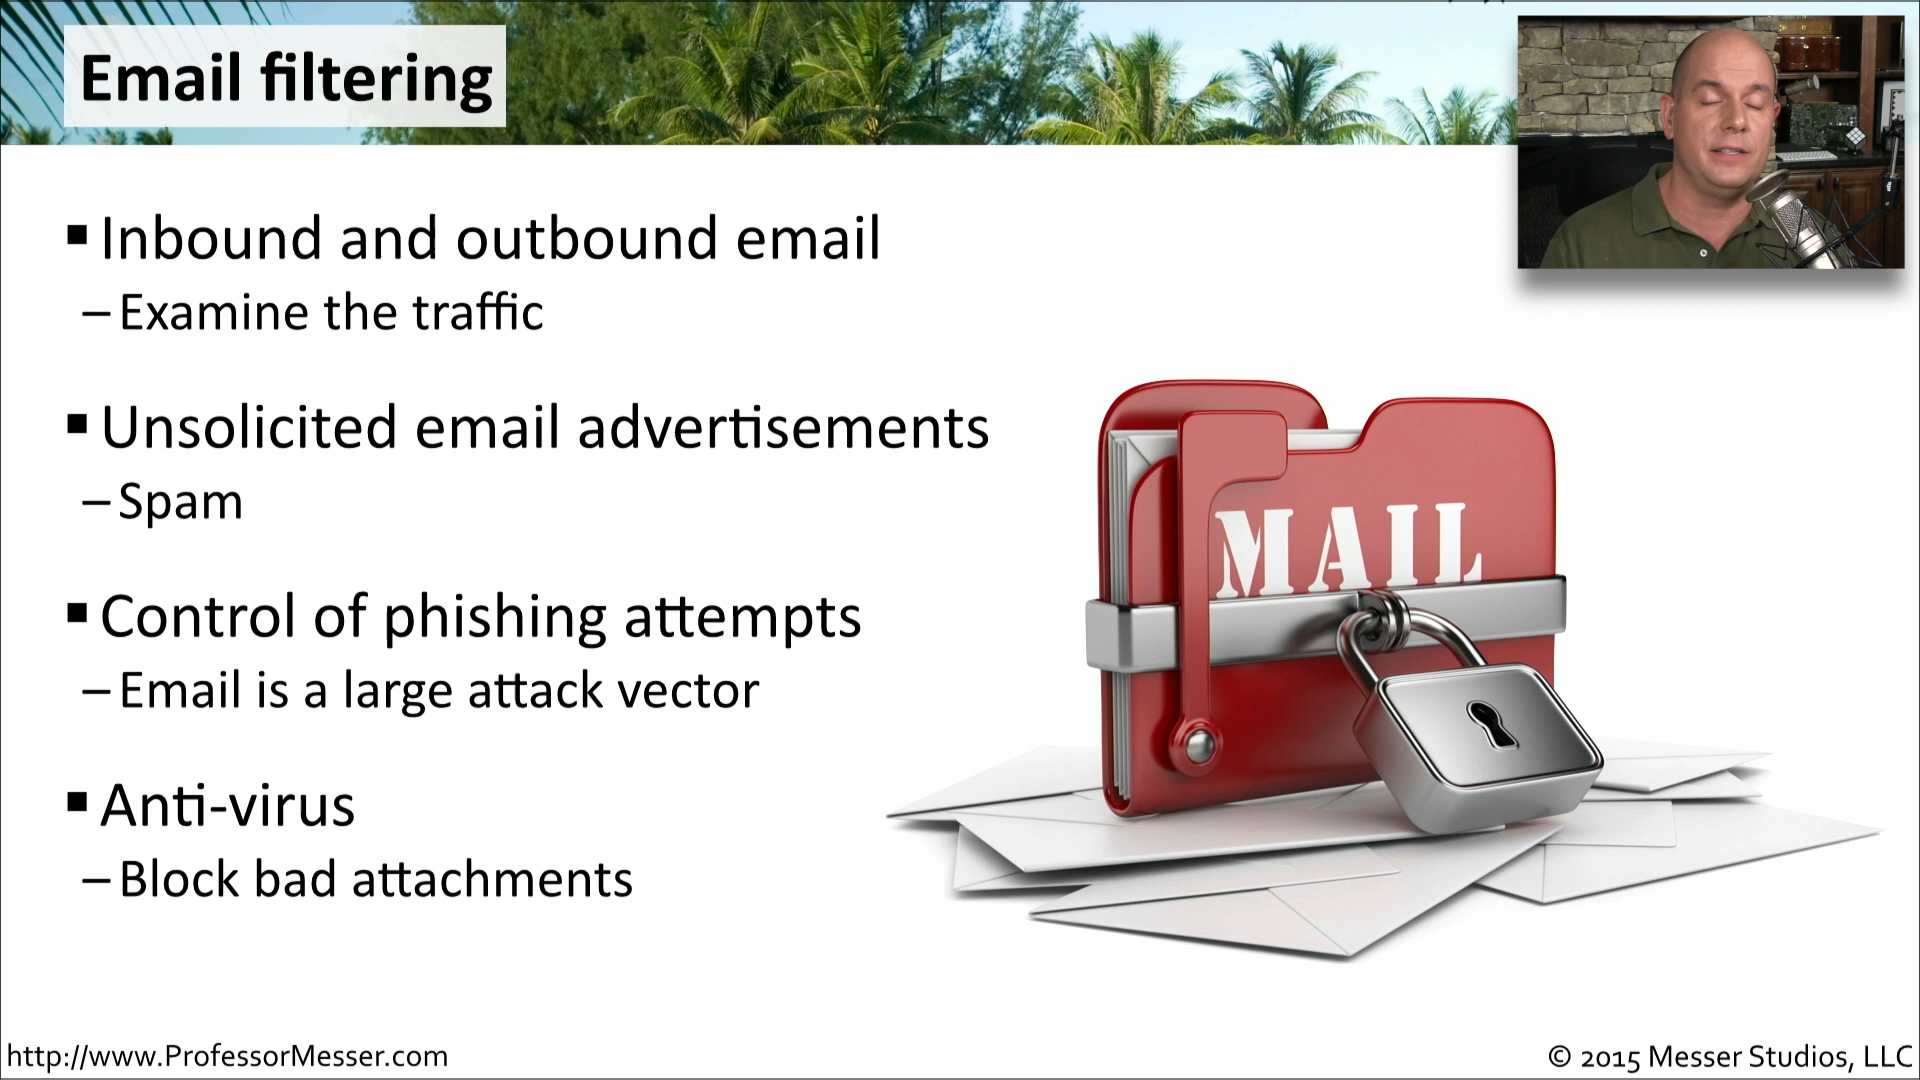 Email filtering
▪ Inbound and outbound email
– Examine the traffic
▪ Unsolicited email advertisements
– Spam
▪ Control of phishing attempts
– Email is a large attack vector
▪ Anti-virus
– Block bad attachments
MAIL
http://www.ProfessorMesser.com
© 2015 Messer Studios, LLC